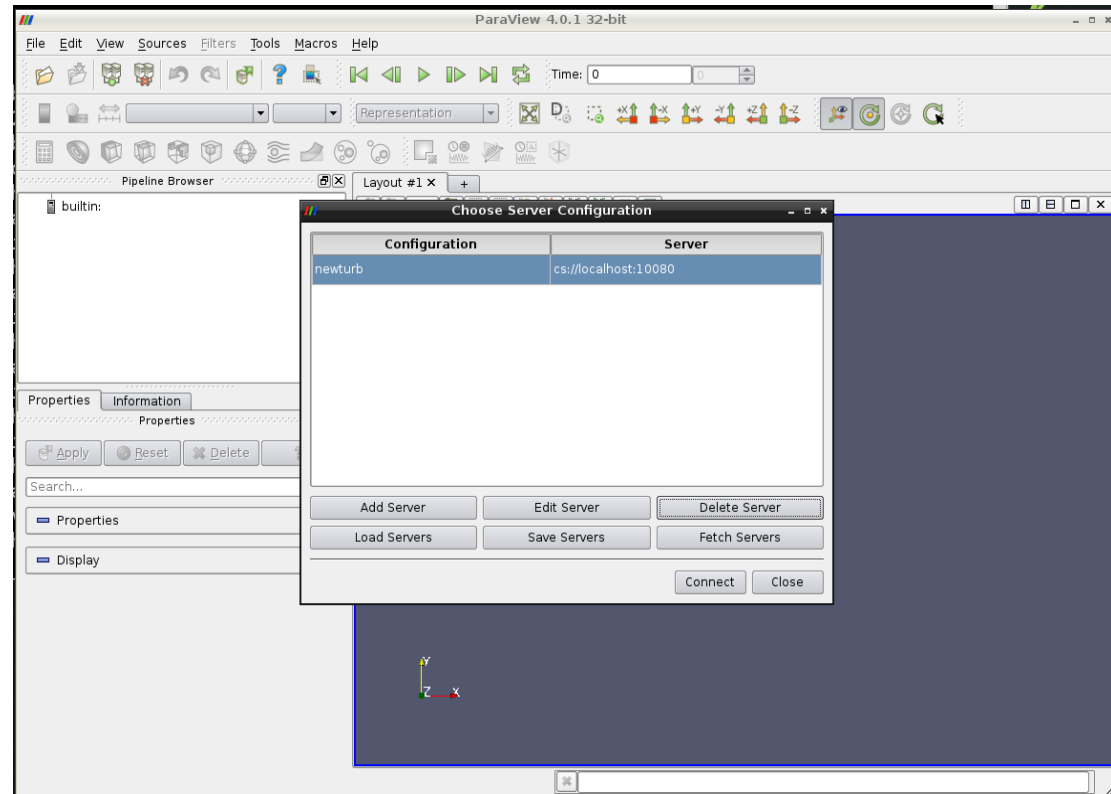 ParaView 4.0.1 32-bit
File Edit View Sources Filters Tools Macros Help
Time: 0 0
Representation
+X -X +Y -Y +Z -Z
Pipeline Browser Layout #1 × +
builtin:
Choose Server Configuration
Configuration Server
newturb cs://localhost:10080
Properties Information
Properties
Apply Reset Delete ?
Search...
Properties
Display
Add Server Edit Server Delete Server
Load Servers Save Servers Fetch Servers
Connect Close
Y
Z X